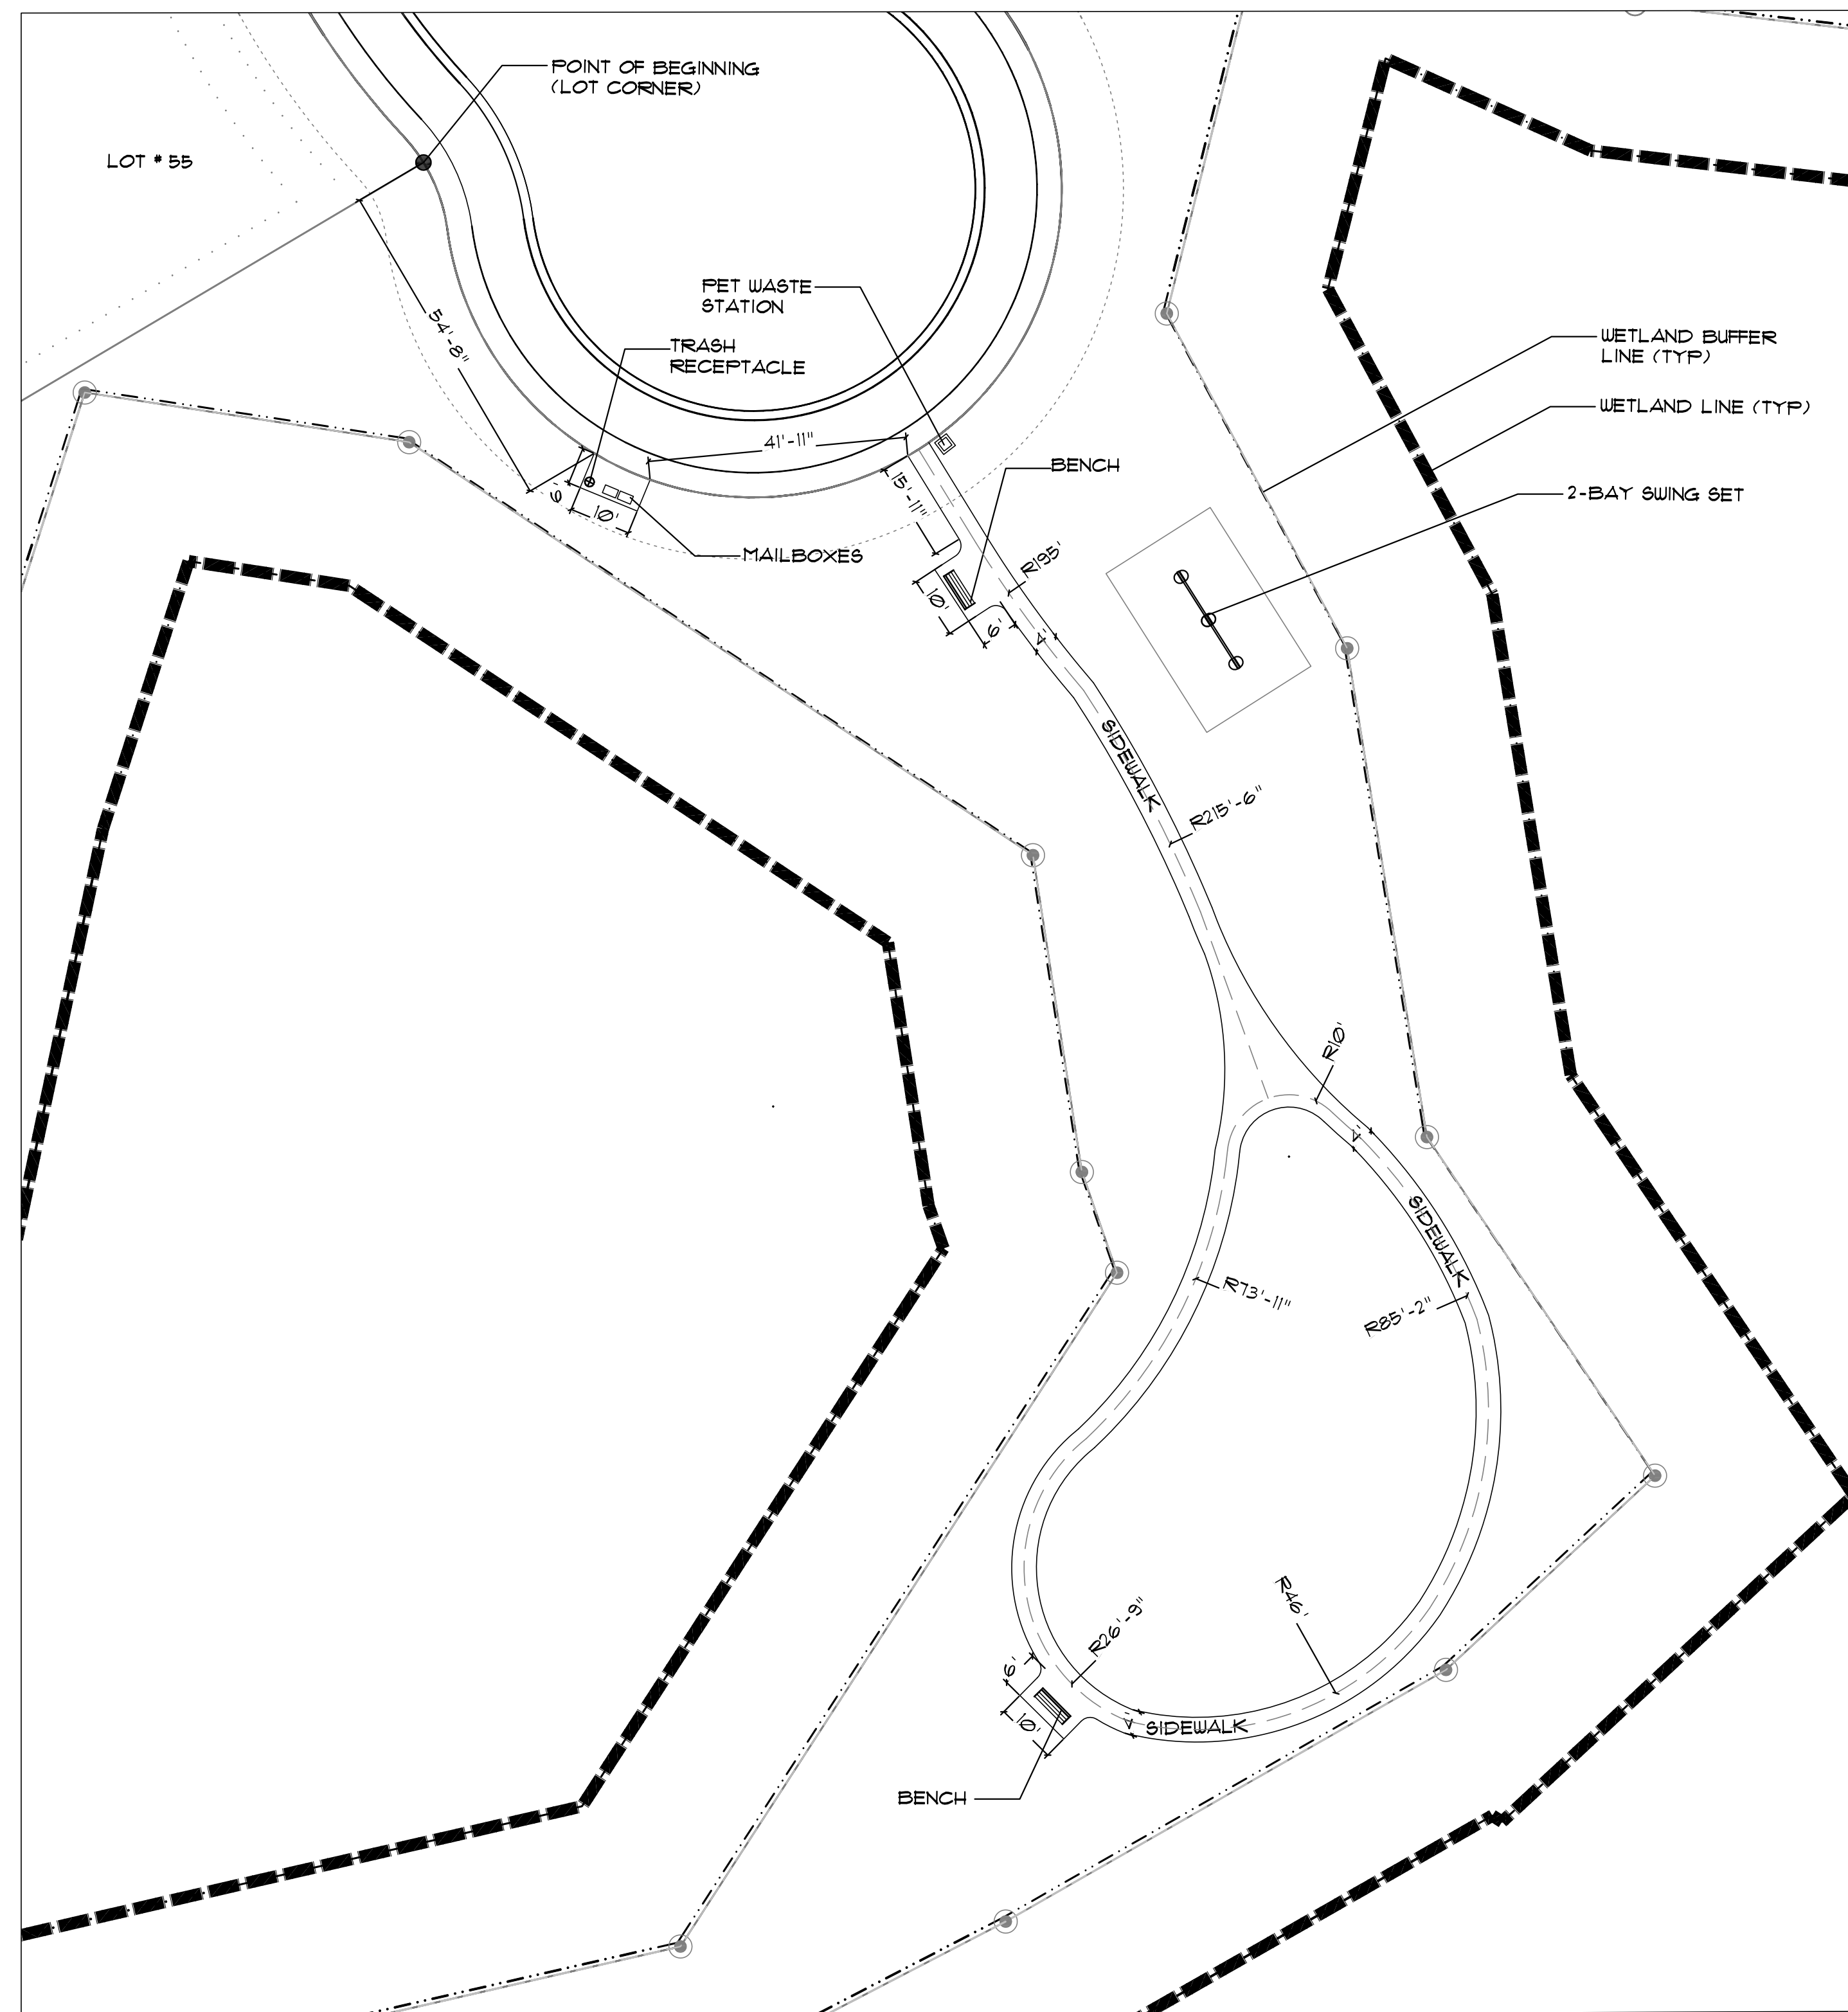 POINT OF BEGINNING
(LOT CORNER)
LOT # 55
PET WASTE
STATION
54'-8"
TRASH
RECEPTACLE
WETLAND BUFFER
LINE (TYP)
WETLAND LINE (TYP)
41'-11"
BENCH
15'-11"
6'
10'
2-BAY SWING SET
MAILBOXES
R195'
10'
6'
4'
SIDEWALK
R215'-6"
R10'
4'
SIDEWALK
R73'-11"
R85'-2"
R46'
R26'-9"
6'
10'
4'
SIDEWALK
BENCH